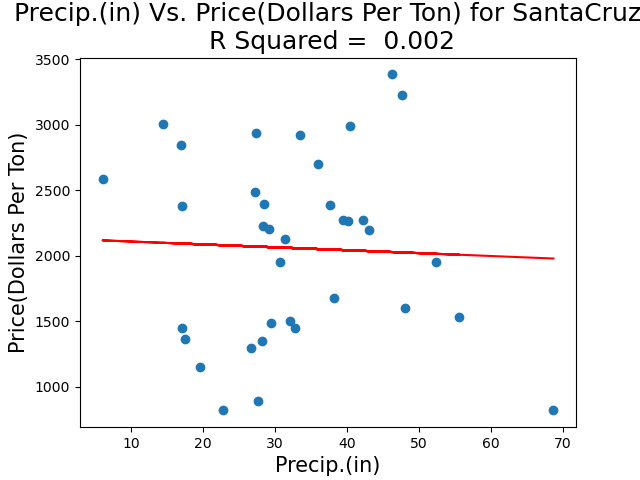 Precip.(in) Vs. Price(Dollars Per Ton) for SantaCruz
R Squared =  0.002
3500
3000
2500
2000
1500
1000
Price(Dollars Per Ton)
10 20 30 40 50 60 70
Precip.(in)